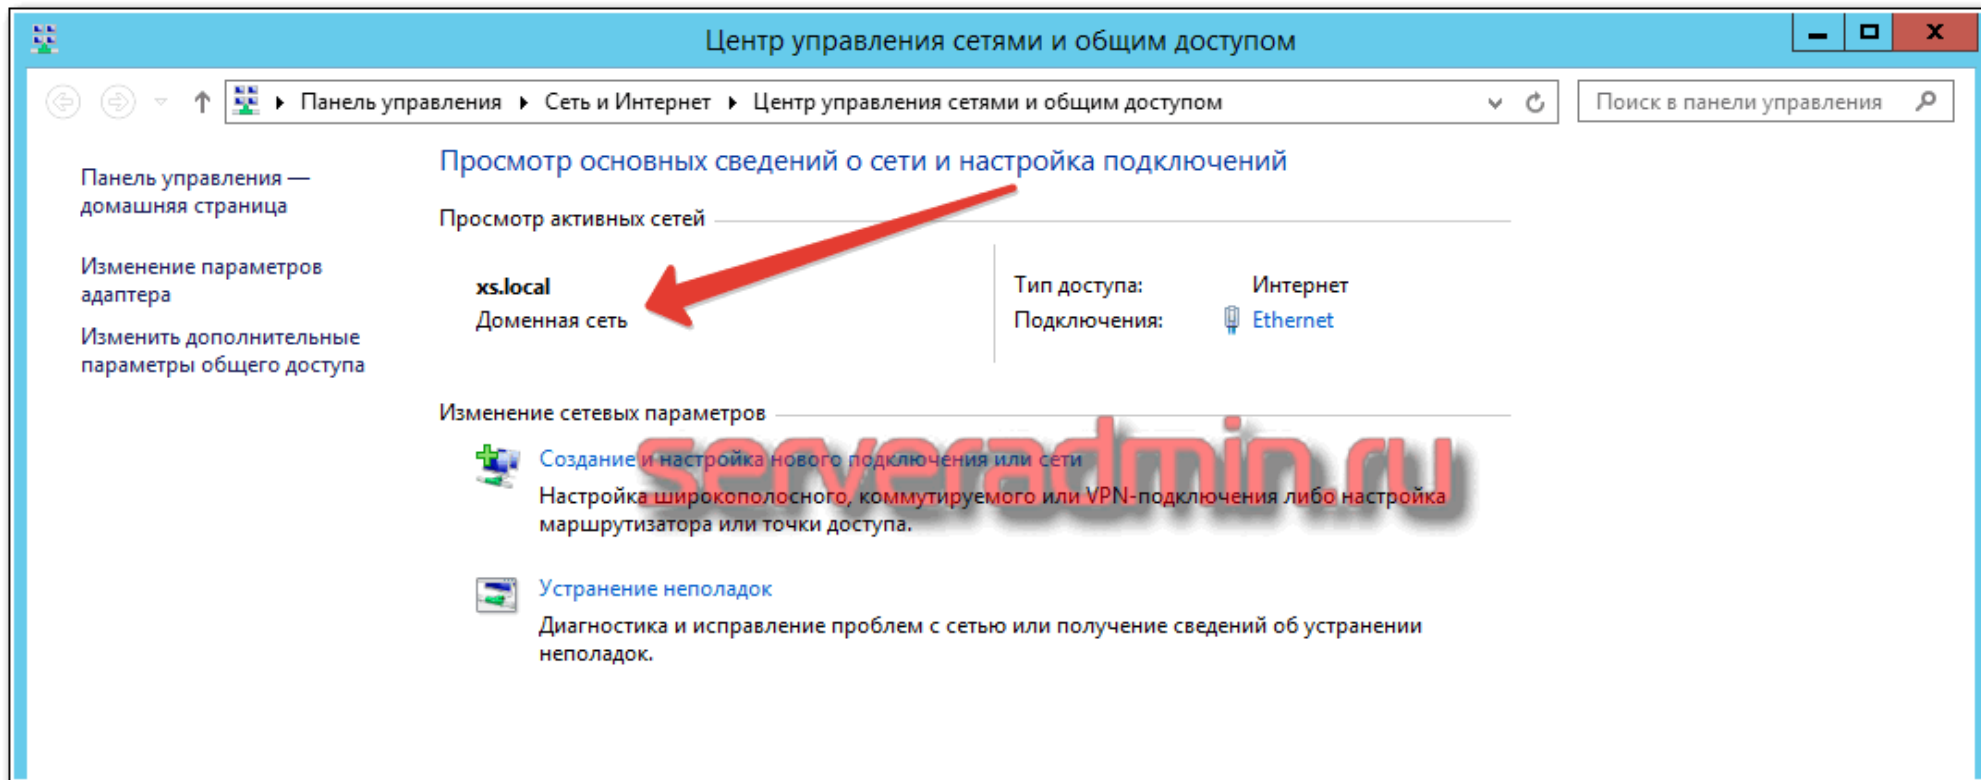 Центр управления сетями и общим доступом
Панель управления
Сеть и Интернет
Центр управления сетями и общим доступом
Поиск в панели управления
Панель управления —
домашняя страница
Изменение параметров
адаптера
Изменить дополнительные
параметры общего доступа
Просмотр основных сведений о сети и настройка подключений
Просмотр активных сетей
xs.local
Доменная сеть
Тип доступа:
Интернет
Подключения:
Ethernet
Изменение сетевых параметров
serveradmin.ru
Создание и настройка нового подключения или сети
Настройка широкополосного, коммутируемого или VPN-подключения либо настройка
маршрутизатора или точки доступа.
Устранение неполадок
Диагностика и исправление проблем с сетью или получение сведений об устранении
неполадок.